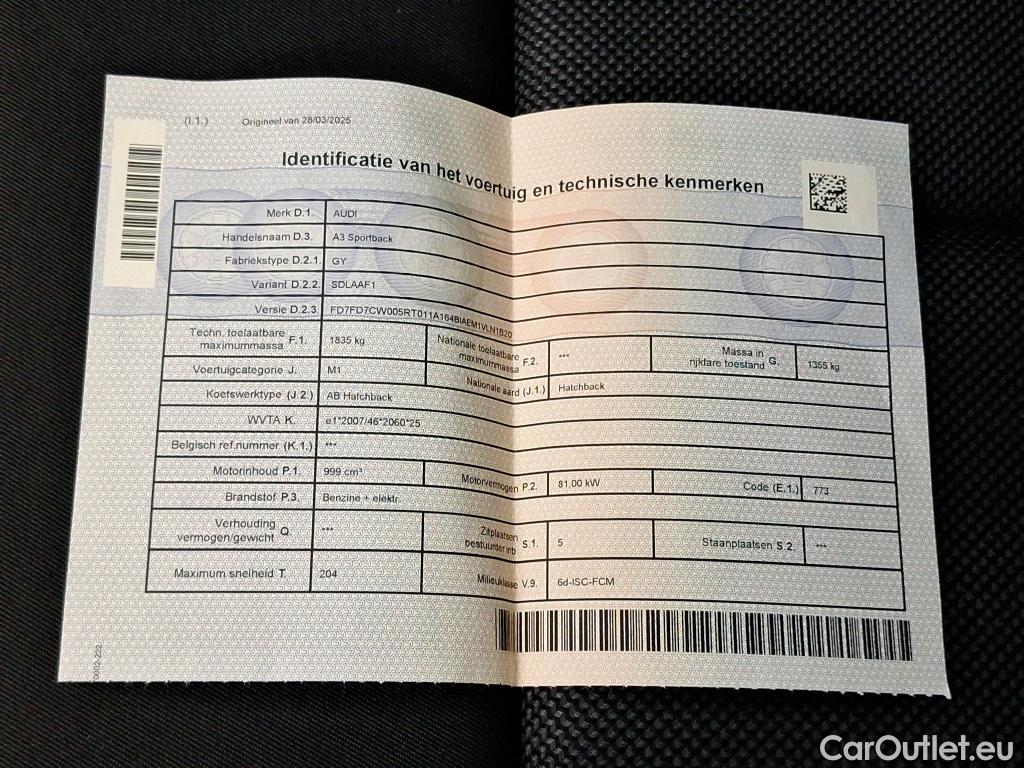 (I.1.) Origineel van 28/03/2025
Identificatie van het voertuig en technische kenmerken
Merk D.1. AUDI
Handelsnaam D.3. A3 Sportback
Fabriekstype D.2.1. GY
Variant D.2.2. SDLAAF1
Versie D.2.3. FD7FD7CW005RT011A164BIAEM1VLN1B20
Techn. toelaatbare maximummassa F.1. 1835 kg Nationale toelaatbare maximummassa F.2. *** Massa in rijklare toestand G. 1355 kg
Voertuigcategorie J. M1 Nationale aard (J.1.) Hatchback
Koetswerktype (J.2.) AB Hatchback
WVTA K. e1*2007/46*2060*25
Belgisch ref.nummer (K.1.) ***
Motorinhoud P.1. 999 cm³ Motorvermogen P.2. 81,00 kW Code (E.1.) 773
Brandstof P.3. Benzine + elektr.
Verhouding vermogen/gewicht Q. *** Zitplaatsen bestuurder inb S.1. 5 Staanplaatsen S.2. ***
Maximum snelheid T. 204 Milieuklasse V.9. 6d-ISC-FCM
0002-222
CarOutlet.eu